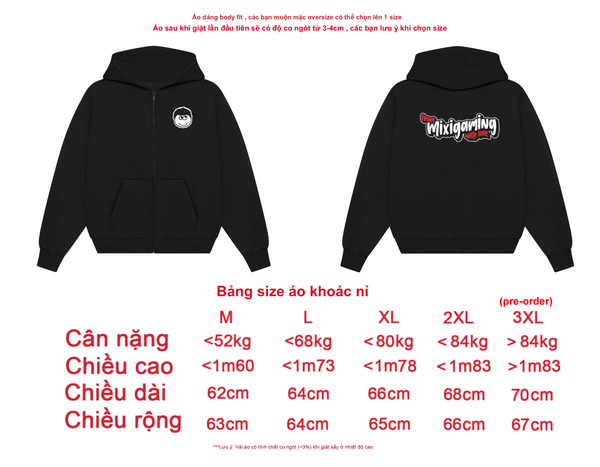 Áo dáng body fit , các bạn muộn mặc oversize có thể chọn lên 1 size
Áo sau khi giặt lần đầu tiên sẽ có độ co ngót từ 3-4cm , các bạn lưu ý khi chọn size
from
mixigaming
with love
Bảng size áo khoác nỉ
(pre-order)
M L XL 2XL 3XL
Cân nặng <52kg <68kg < 80kg < 84kg > 84kg
Chiều cao <1m60 <1m73 <1m78 < 1m83 >1m83
Chiều dài 62cm 64cm 66cm 68cm 70cm
Chiều rộng 63cm 64cm 65cm 66cm 67cm
***Lưu ý: Vải áo có tính chất co ngót (<3%) khi giặt sấy ở nhiệt độ cao